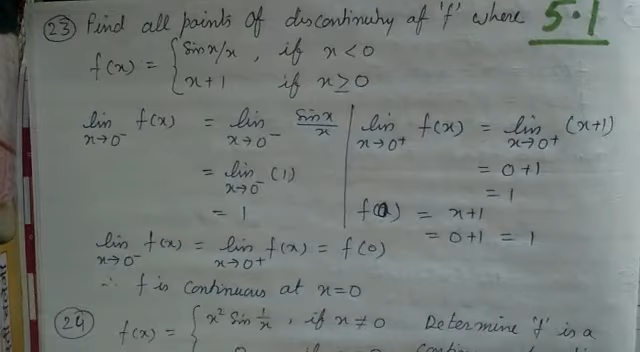 (23) Find all points of discontinuity of 'f' where 5.1
f(x) = { sin x/x , if x < 0
x+1 if x ≥ 0
lim x→0⁻ f(x) = lim x→0⁻ sin x/x
= lim x→0⁻ (1)
= 1
lim x→0⁺ f(x) = lim x→0⁺ (x+1)
= 0+1
= 1
f(0) = x+1
= 0+1 = 1
lim x→0⁻ f(x) = lim x→0⁺ f(x) = f(0)
∴ f is continuous at x=0
(24) f(x) = { x² sin 1/x , if x ≠ 0 Determine 'f' is a